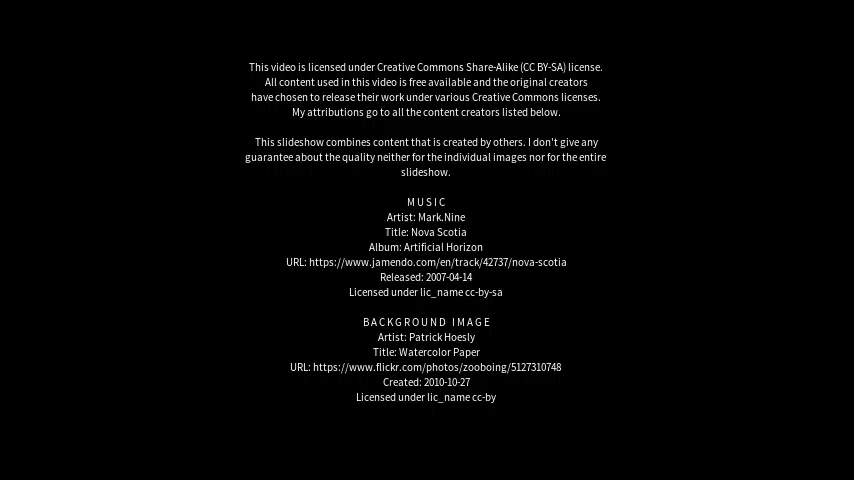 This video is licensed under Creative Commons Share-Alike (CC BY-SA) license.
All content used in this video is free available and the original creators
have chosen to release their work under various Creative Commons licenses.
My attributions go to all the content creators listed below.
This slideshow combines content that is created by others. I don't give any
guarantee about the quality neither for the individual images nor for the entire
slideshow.
MUSIC
Artist: Mark.Nine
Title: Nova Scotia
Album: Artificial Horizon
URL: https://www.jamendo.com/en/track/42737/nova-scotia
Released: 2007-04-14
Licensed under lic_name cc-by-sa
BACKGROUND IMAGE
Artist: Patrick Hoesly
Title: Watercolor Paper
URL: https://www.flickr.com/photos/zooboing/5127310748
Created: 2010-10-27
Licensed under lic_name cc-by